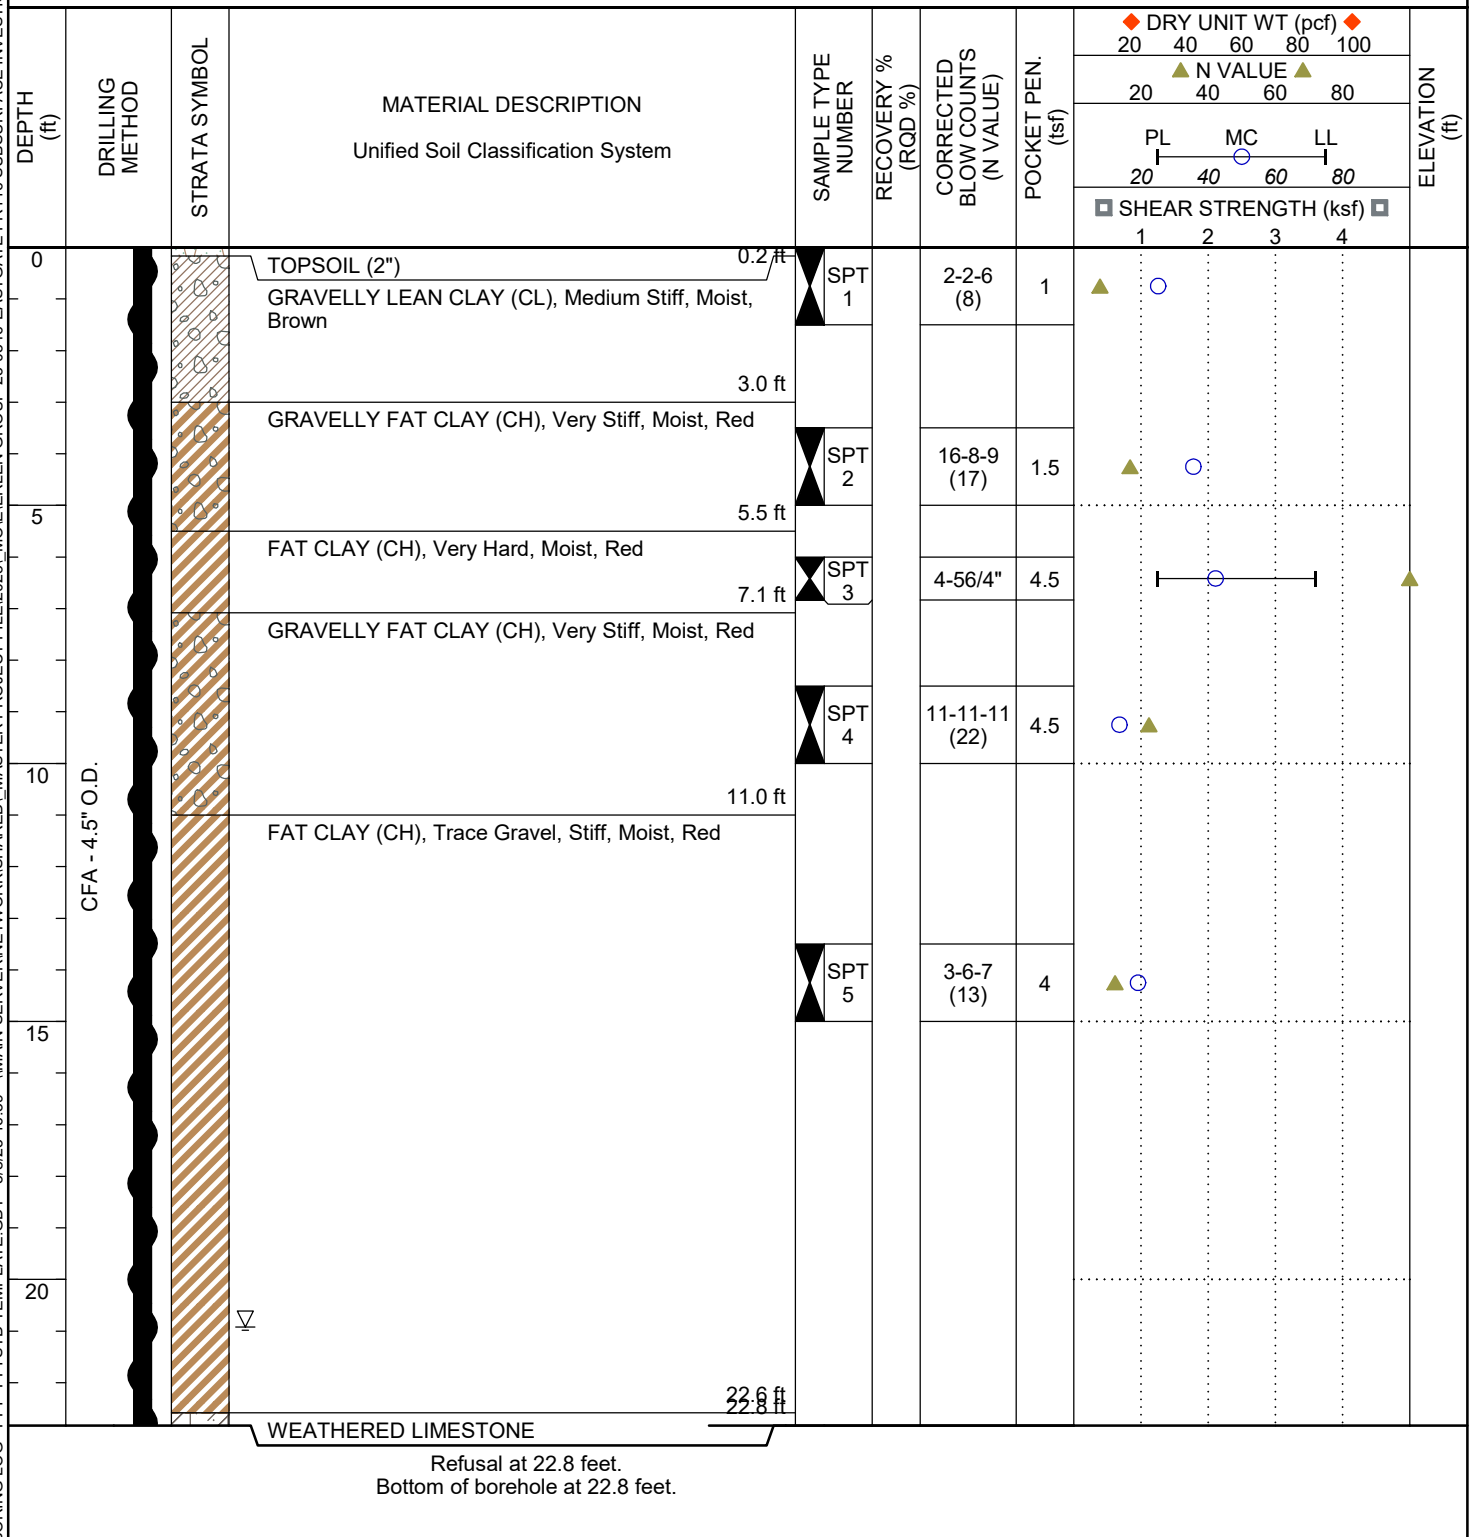 DEPTH
(ft)
DRILLING
METHOD
STRATA SYMBOL
MATERIAL DESCRIPTION
Unified Soil Classification System
SAMPLE TYPE
NUMBER
RECOVERY %
(RQD %)
CORRECTED
BLOW COUNTS
(N VALUE)
POCKET PEN.
(tsf)
DRY UNIT WT (pcf)
20 40 60 80 100
N VALUE
20 40 60 80
PL MC LL
20 40 60 80
SHEAR STRENGTH (ksf)
1 2 3 4
ELEVATION
(ft)
0
TOPSOIL (2")
0.2 ft
GRAVELLY LEAN CLAY (CL), Medium Stiff, Moist,
Brown
3.0 ft
SPT
1
2-2-6
(8)
1
GRAVELLY FAT CLAY (CH), Very Stiff, Moist, Red
5.5 ft
SPT
2
16-8-9
(17)
1.5
5
FAT CLAY (CH), Very Hard, Moist, Red
7.1 ft
SPT
3
4-56/4"
4.5
GRAVELLY FAT CLAY (CH), Very Stiff, Moist, Red
11.0 ft
SPT
4
11-11-11
(22)
4.5
10
CFA - 4.5" O.D.
FAT CLAY (CH), Trace Gravel, Stiff, Moist, Red
SPT
5
3-6-7
(13)
4
15
20
22.6 ft
22.8 ft
WEATHERED LIMESTONE
Refusal at 22.8 feet.
Bottom of borehole at 22.8 feet.